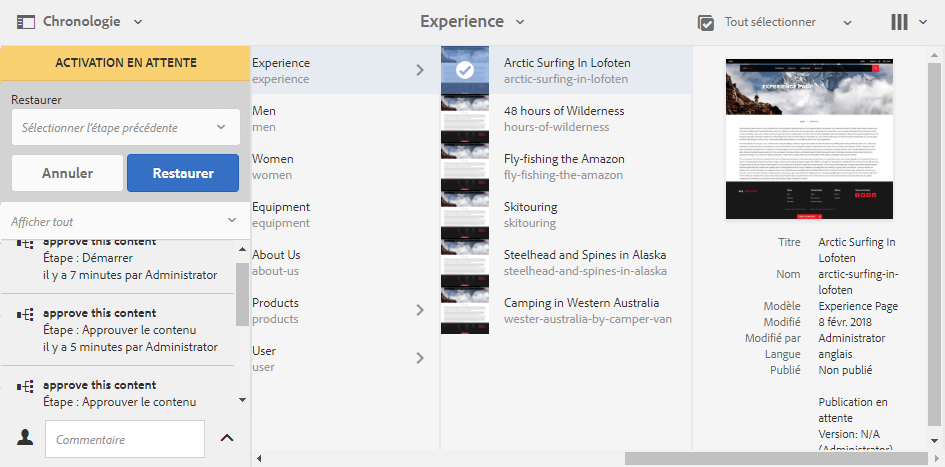 Chronologie
Experience
Tout sélectionner
ACTIVATION EN ATTENTE
Restaurer
Sélectionner l'étape précédente
Annuler
Restaurer
Afficher tout
approve this content
Étape : Démarrer
il y a 7 minutes par Administrator
approve this content
Étape : Approuver le contenu
il y a 5 minutes par Administrator
approve this content
Étape : Approuver le contenu
Commentaire
Experience
experience
Men
men
Women
women
Equipment
equipment
About Us
about-us
Products
products
User
user
Arctic Surfing In Lofoten
arctic-surfing-in-lofoten
48 hours of Wilderness
hours-of-wilderness
Fly-fishing the Amazon
fly-fishing-the-amazon
Skitouring
skitouring
Steelhead and Spines in Alaska
steelhead-and-spines-in-alaska
Camping in Western Australia
wester-australia-by-camper-van
EXPERIENCE PAGE
Titre Arctic Surfing In
Lofoten
Nom arctic-surfing-in-
lofoten
Modèle Experience Page
Modifié 8 févr. 2018
Modifié par Administrator
Langue anglais
Publié Non publié
Publication en
attente
Version: N/A
(Administrator)